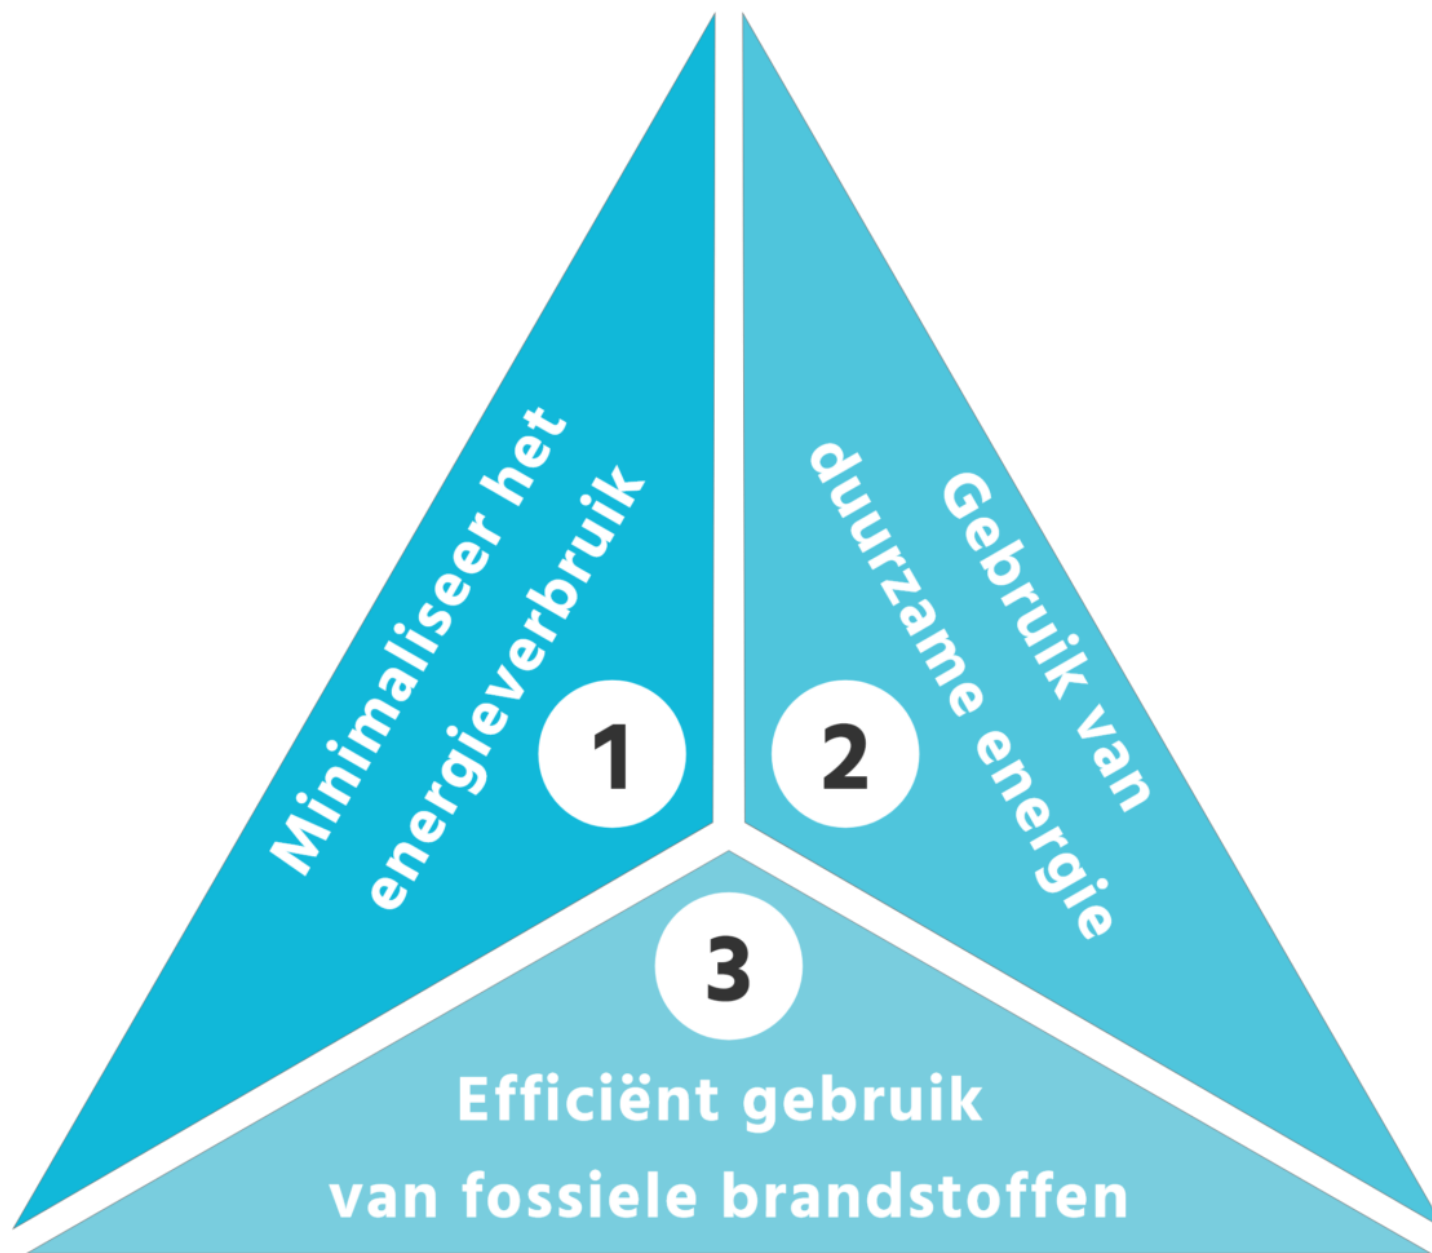 Minimaliseer het
energieverbruik
1
Gebruik van
duurzame energie
2
3
Efficiënt gebruik
van fossiele brandstoffen